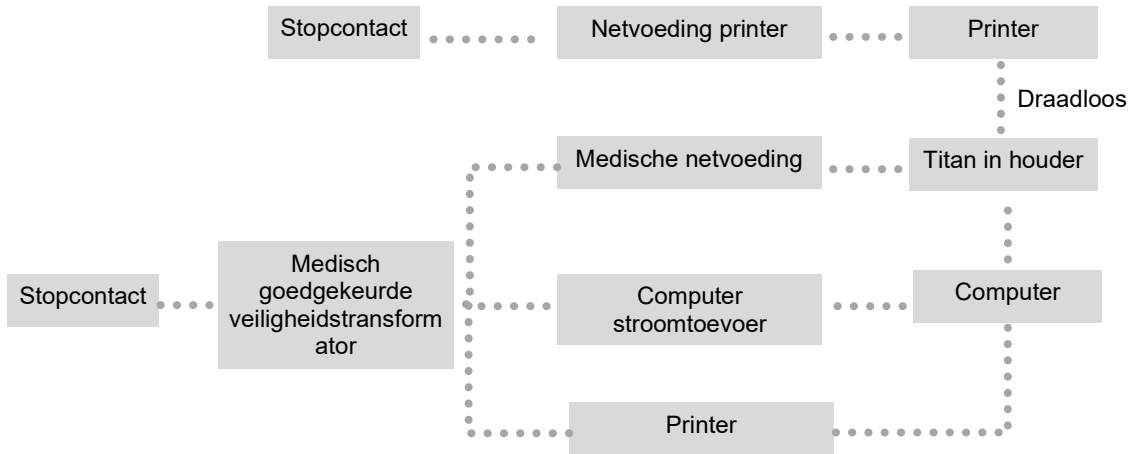 Stopcontact
Netvoeding printer
Printer
Draadloos
Medische netvoeding
Titan in houder
Stopcontact
Medisch
goedgekeurde
veiligheidstransform
ator
Computer
stroomtoevoer
Computer
Printer